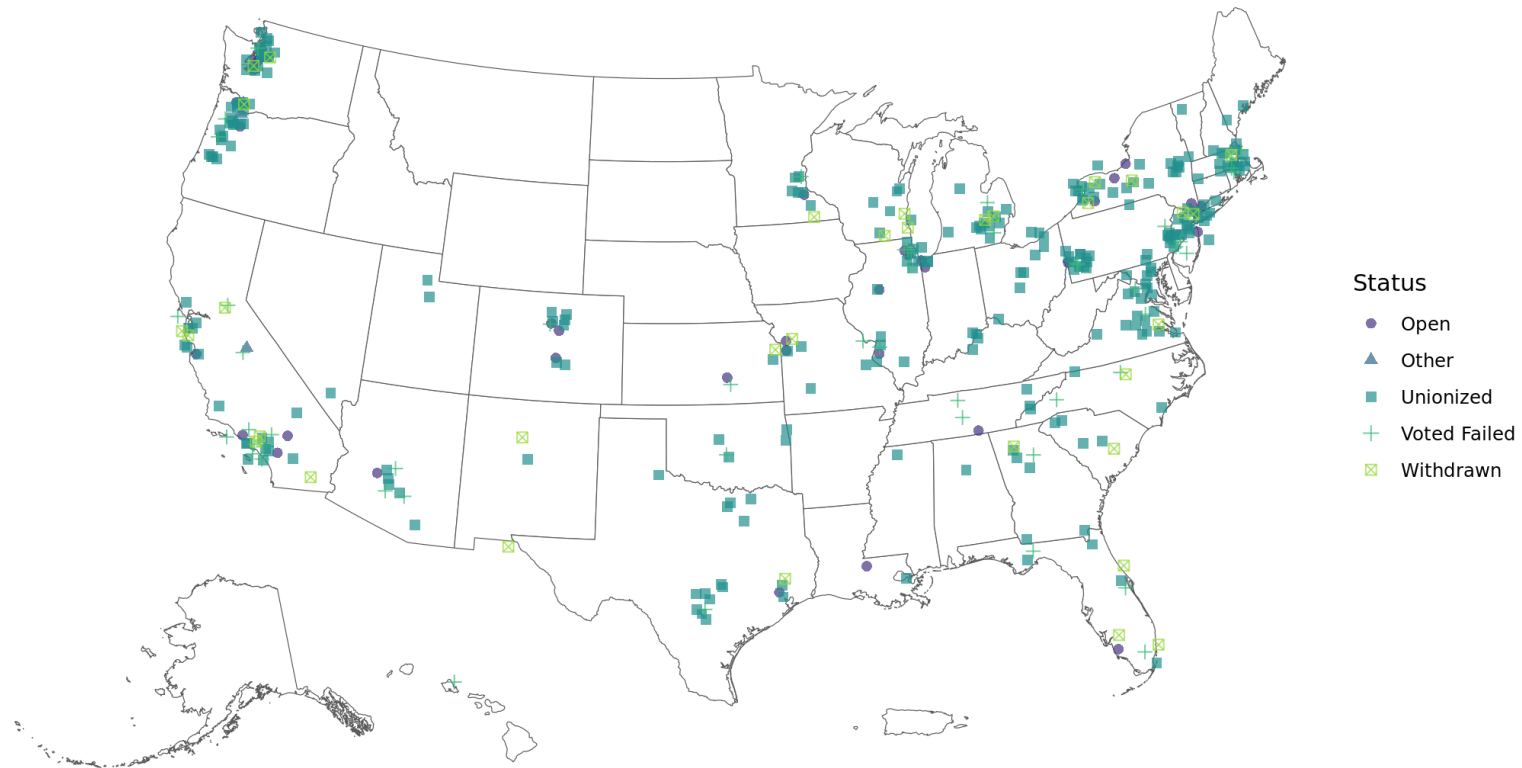 Status
Open
Other
Unionized
Voted Failed
Withdrawn